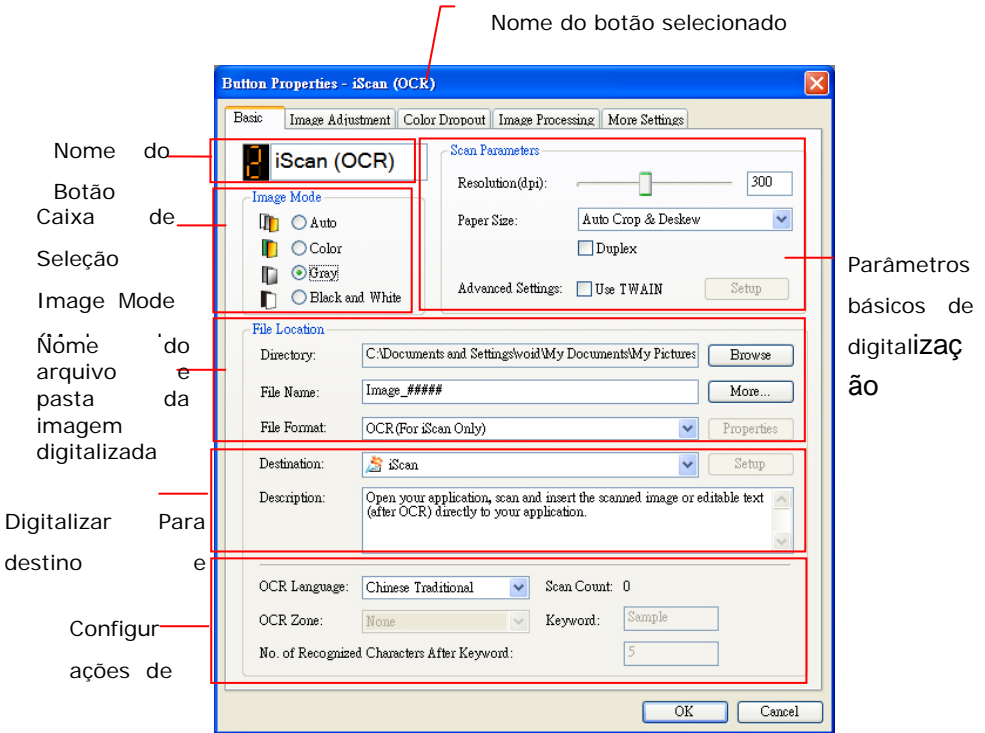 Nome do botão selecionado
Button Properties - iScan (OCR)
Basic Image Adjustment Color Dropout Image Processing More Settings
Nome do
Botão
iScan (OCR)
Scan Parameters
Resolution(dpi): 300
Paper Size: Auto Crop & Deskew
Duplex
Advanced Settings: Use TWAIN Setup
Caixa de
Seleção
Image Mode
Image Mode
Auto
Color
Gray
Black and White
Parâmetros
básicos de
digitalizaç
ão
Nome do
arquivo e
pasta da
imagem
digitalizada
File Location
Directory: C:\Documents and Settings\void\My Documents\My Pictures Browse
File Name: Image_##### More...
File Format: OCR(For iScan Only) Properties
Digitalizar Para
destino e
Destination: iScan Setup
Description: Open your application, scan and insert the scanned image or editable text
(after OCR) directly to your application.
Configur
ações de
OCR Language: Chinese Traditional Scan Count: 0
OCR Zone: None Keyword: Sample
No. of Recognized Characters After Keyword: 5
OK Cancel